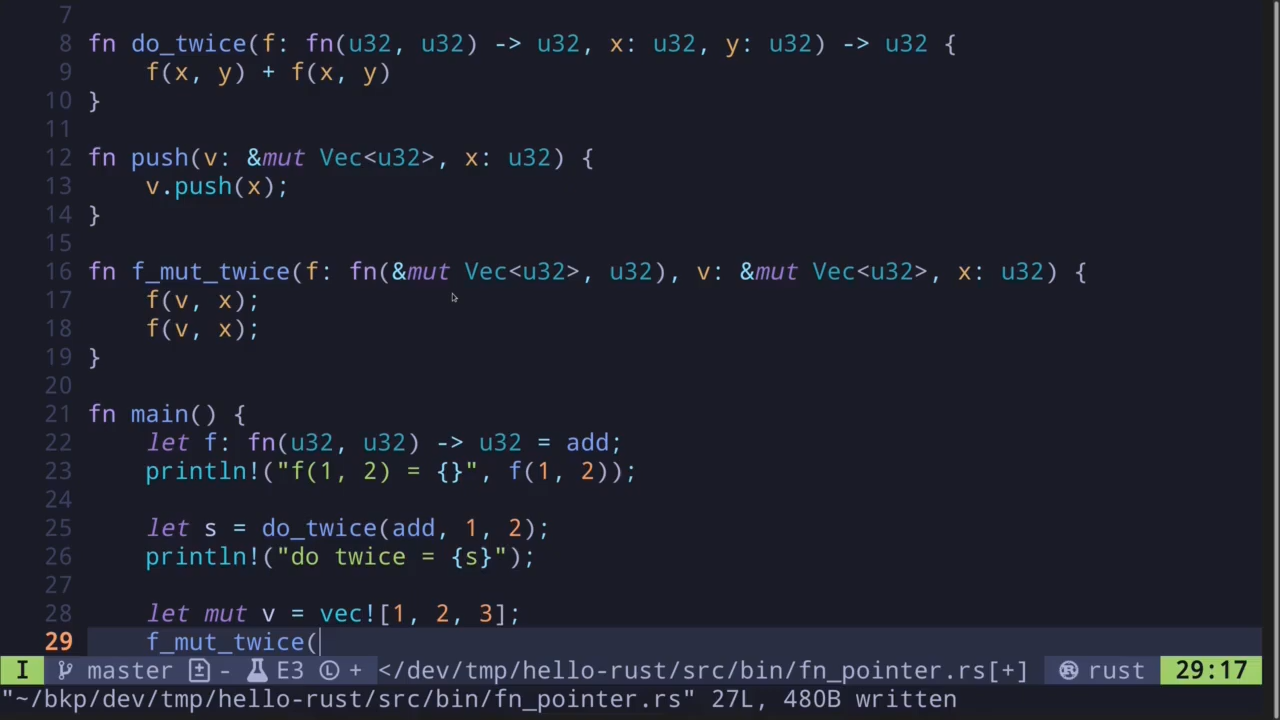 7
8 fn do_twice(f: fn(u32, u32) -> u32, x: u32, y: u32) -> u32 {
9     f(x, y) + f(x, y)
10 }
11
12 fn push(v: &mut Vec<u32>, x: u32) {
13     v.push(x);
14 }
15
16 fn f_mut_twice(f: fn(&mut Vec<u32>, u32), v: &mut Vec<u32>, x: u32) {
17     f(v, x);
18     f(v, x);
19 }
20
21 fn main() {
22     let f: fn(u32, u32) -> u32 = add;
23     println!("f(1, 2) = {}", f(1, 2));
24
25     let s = do_twice(add, 1, 2);
26     println!("do twice = {s}");
27
28     let mut v = vec![1, 2, 3];
29     f_mut_twice(
I master - E3 Ⓛ + </dev/tmp/hello-rust/src/bin/fn_pointer.rs[+] rust 29:17
"~/bkp/dev/tmp/hello-rust/src/bin/fn_pointer.rs" 27L, 480B written